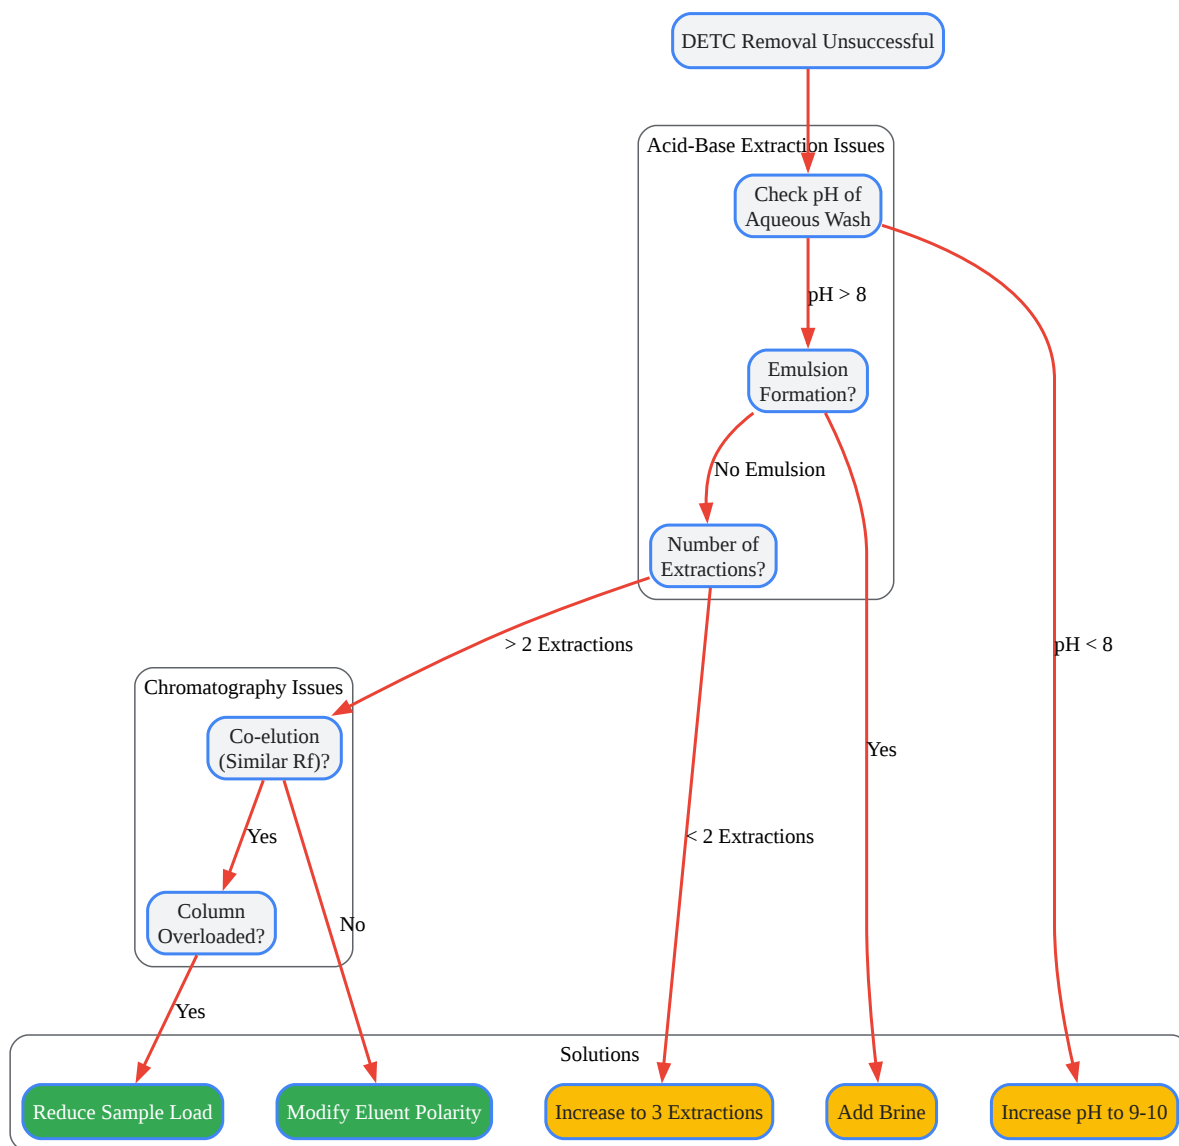 DETC Removal Unsuccessful
Acid-Base Extraction Issues
Check pH of
Aqueous Wash
pH > 8
Emulsion
Formation?
No Emulsion
Number of
Extractions?
> 2 Extractions
pH < 8
Chromatography Issues
Co-elution
(Similar Rf)?
Yes
Yes
< 2 Extractions
Column
Overloaded?
No
Yes
Solutions
Reduce Sample Load
Modify Eluent Polarity
Increase to 3 Extractions
Add Brine
Increase pH to 9-10